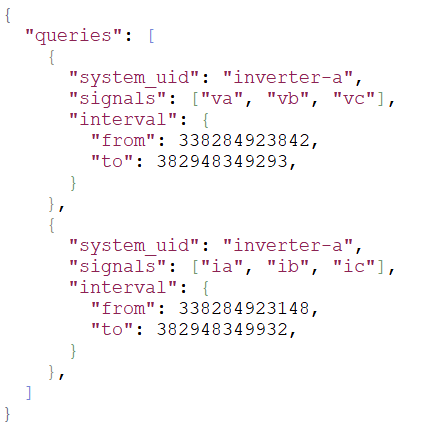 {
  "queries": [
    {
      "system_uid": "inverter-a",
      "signals": ["va", "vb", "vc"],
      "interval": {
        "from": 338284923842,
        "to": 382948349293,
      }
    },
    {
      "system_uid": "inverter-a",
      "signals": ["ia", "ib", "ic"],
      "interval": {
        "from": 338284923148,
        "to": 382948349932,
      }
    },
  ]
}